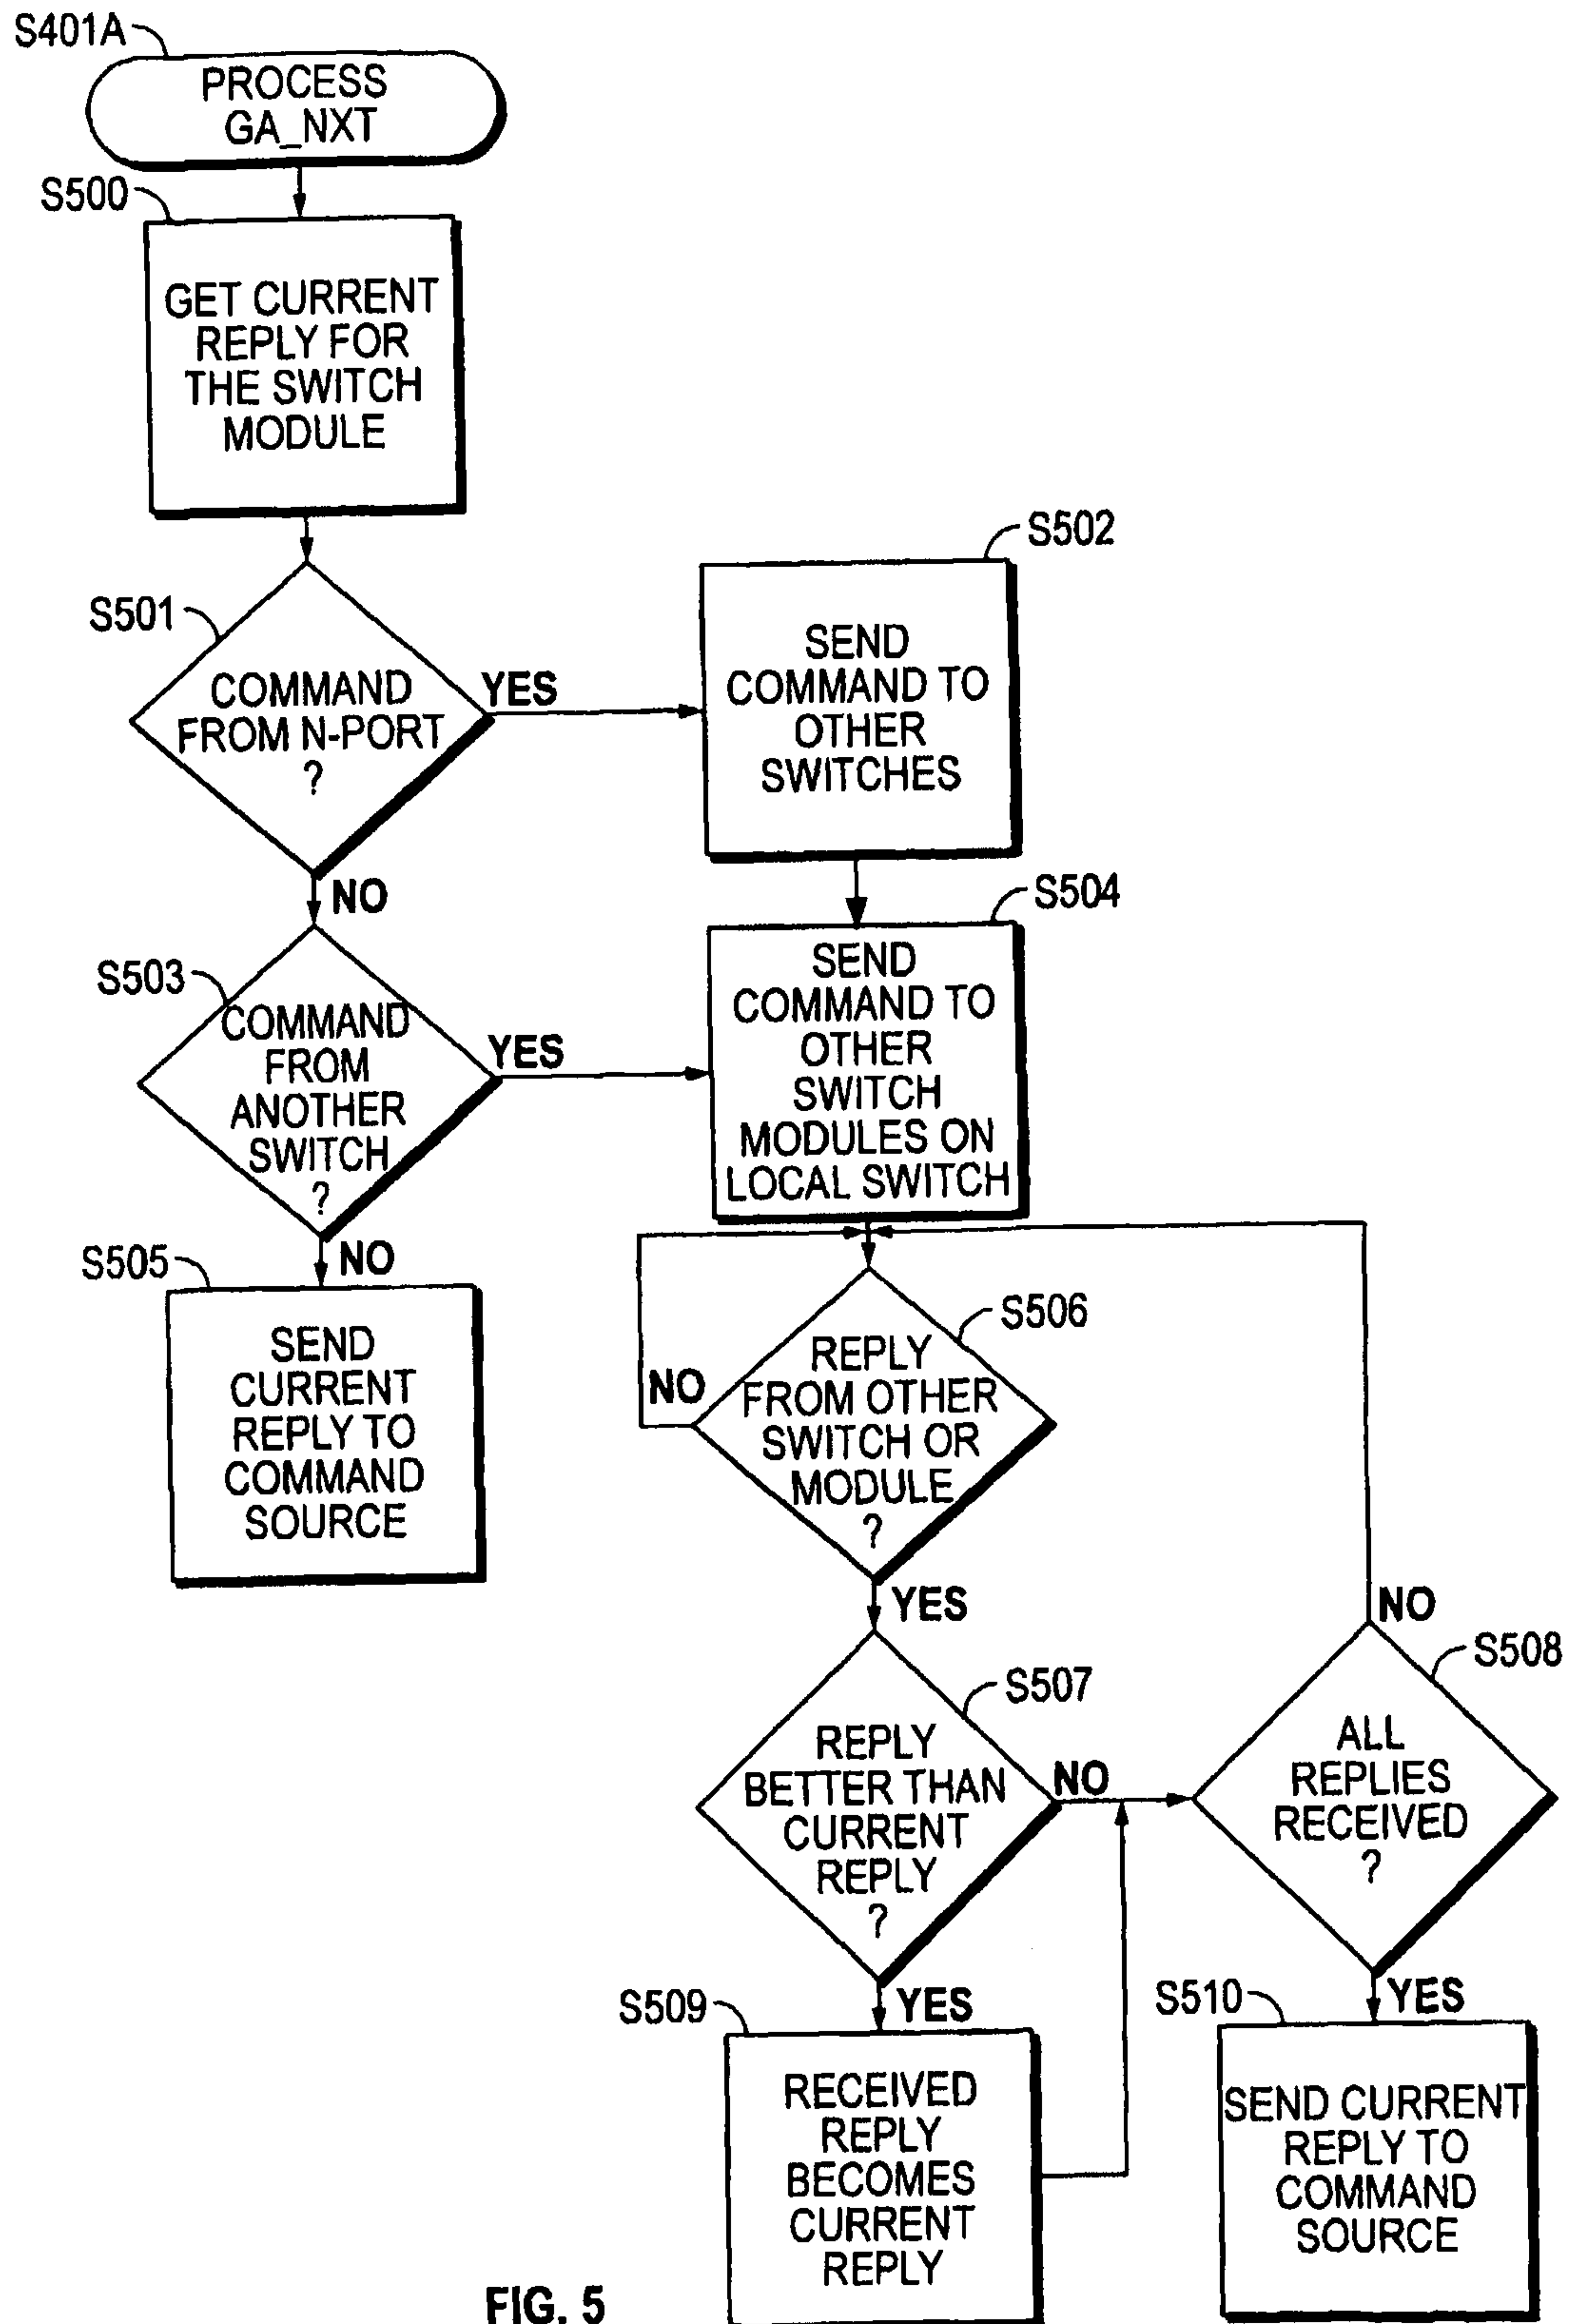 S401A
PROCESS
GA_NXT
S500
GET CURRENT
REPLY FOR
THE SWITCH
MODULE
S501
COMMAND
FROM N-PORT
?
YES
NO
S502
SEND
COMMAND TO
OTHER
SWITCHES
S503
COMMAND
FROM
ANOTHER
SWITCH
?
YES
NO
S504
SEND
COMMAND TO
OTHER
SWITCH
MODULES ON
LOCAL SWITCH
S505
SEND
CURRENT
REPLY TO
COMMAND
SOURCE
S506
REPLY
FROM OTHER
SWITCH OR
MODULE
?
NO
YES
S507
REPLY
BETTER THAN
CURRENT
REPLY
?
NO
YES
S508
ALL
REPLIES
RECEIVED
?
NO
YES
S509
RECEIVED
REPLY
BECOMES
CURRENT
REPLY
S510
SEND CURRENT
REPLY TO
COMMAND
SOURCE
FIG. 5